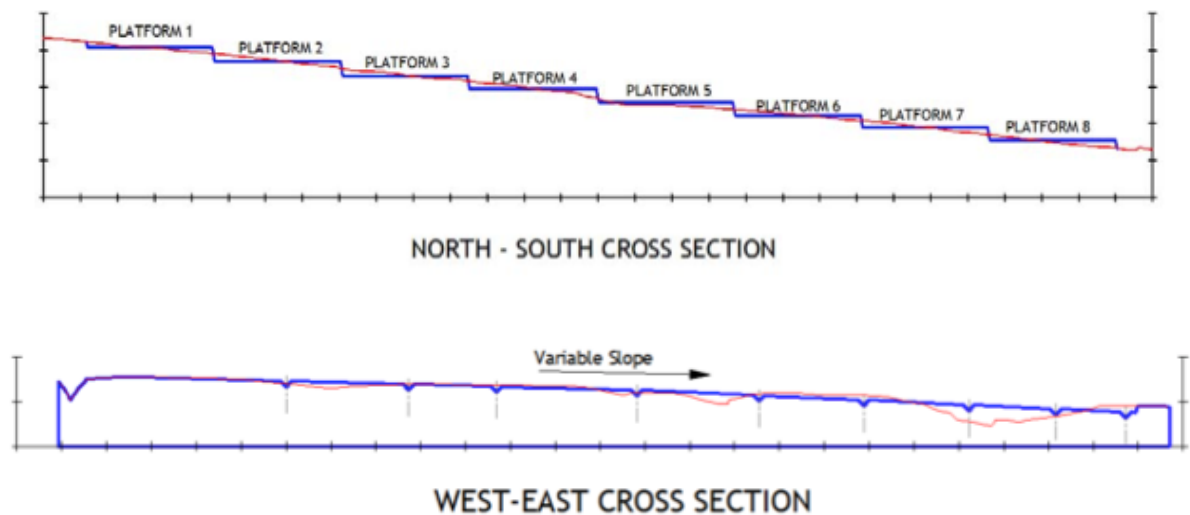 PLATFORM 1
PLATFORM 2
PLATFORM 3
PLATFORM 4
PLATFORM 5
PLATFORM 6
PLATFORM 7
PLATFORM 8
NORTH - SOUTH CROSS SECTION
Variable Slope
WEST-EAST CROSS SECTION